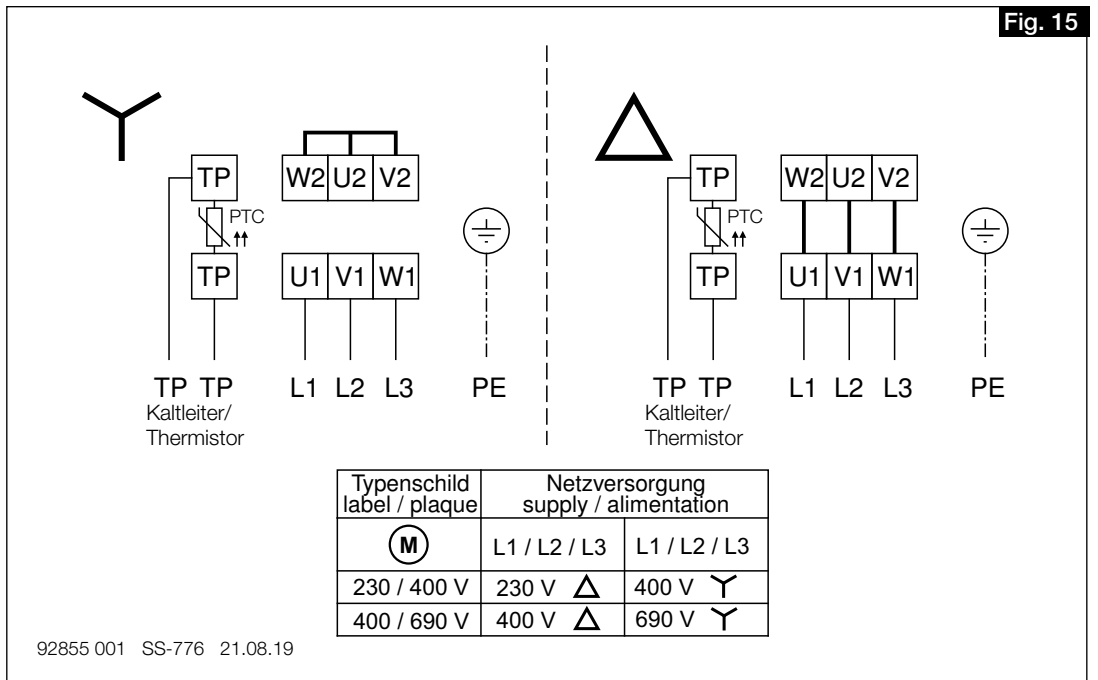 Fig. 15
TP W2 U2 V2
PTC
TP U1 V1 W1
TP TP L1 L2 L3 PE
Kaltleiter/
Thermistor
TP W2 U2 V2
PTC
TP U1 V1 W1
TP TP L1 L2 L3 PE
Kaltleiter/
Thermistor
Typenschild Netzversorgung
label / plaque supply / alimentation
M L1 / L2 / L3 L1 / L2 / L3
230 / 400 V 230 V 400 V
400 / 690 V 400 V 690 V
92855 001 SS-776 21.08.19